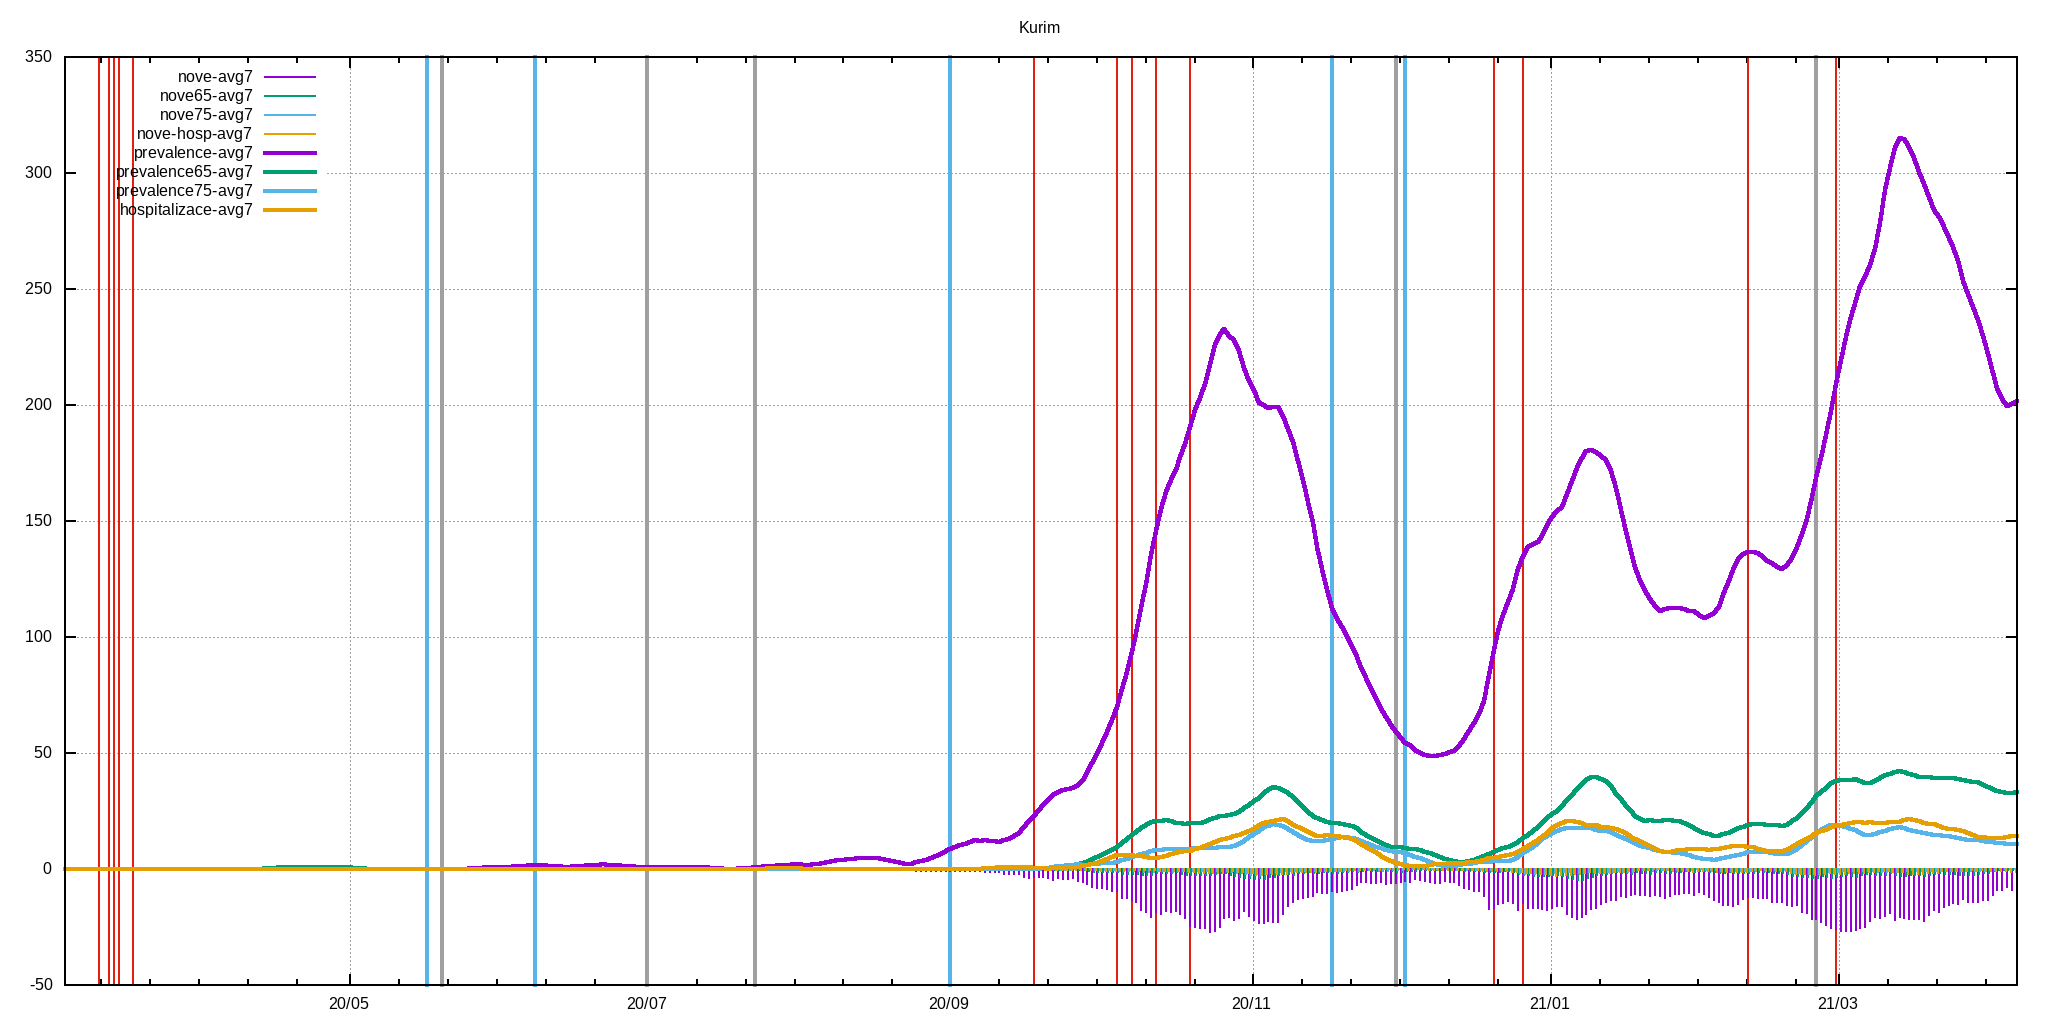 Kurim
350
300
250
200
150
100
50
0
-50
nove-avg7
nove65-avg7
nove75-avg7
nove-hosp-avg7
prevalence-avg7
prevalence65-avg7
prevalence75-avg7
hospitalizace-avg7
20/05 20/07 20/09 20/11 21/01 21/03